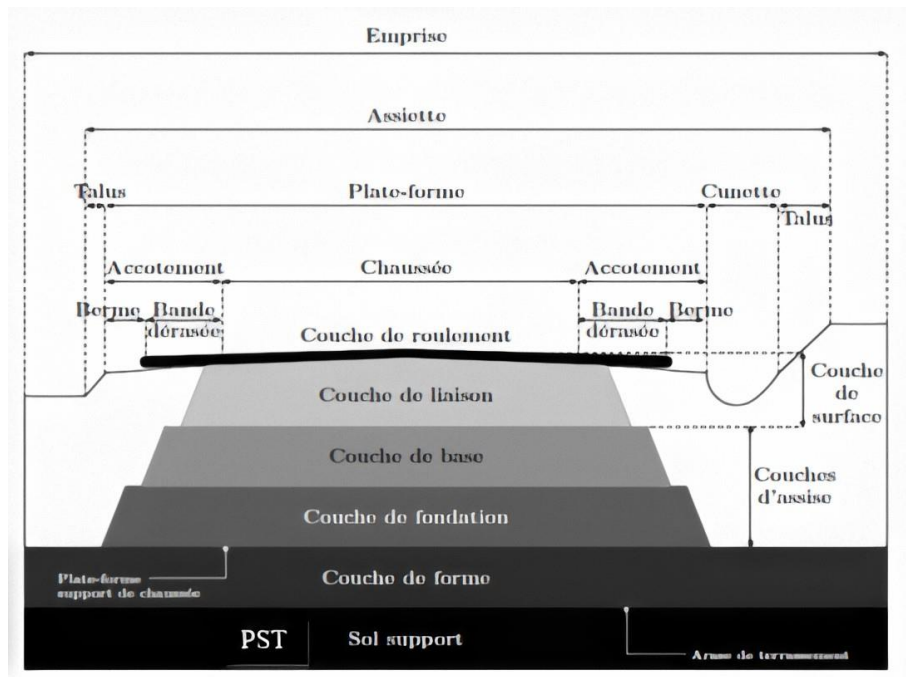 Emprise
Assiette
Talus
Plate-forme
Cunette
Talus
Accotement
Chaussée
Accotement
Berme
Bande
dérasée
Bande
dérasée
Berme
Couche de roulement
Couche
de
surface
Couche de liaison
Couche de base
Couches
d'assise
Couche de fondation
Plate-forme
support de chaussée
Couche de forme
PST
Sol support
Arase de terrassement